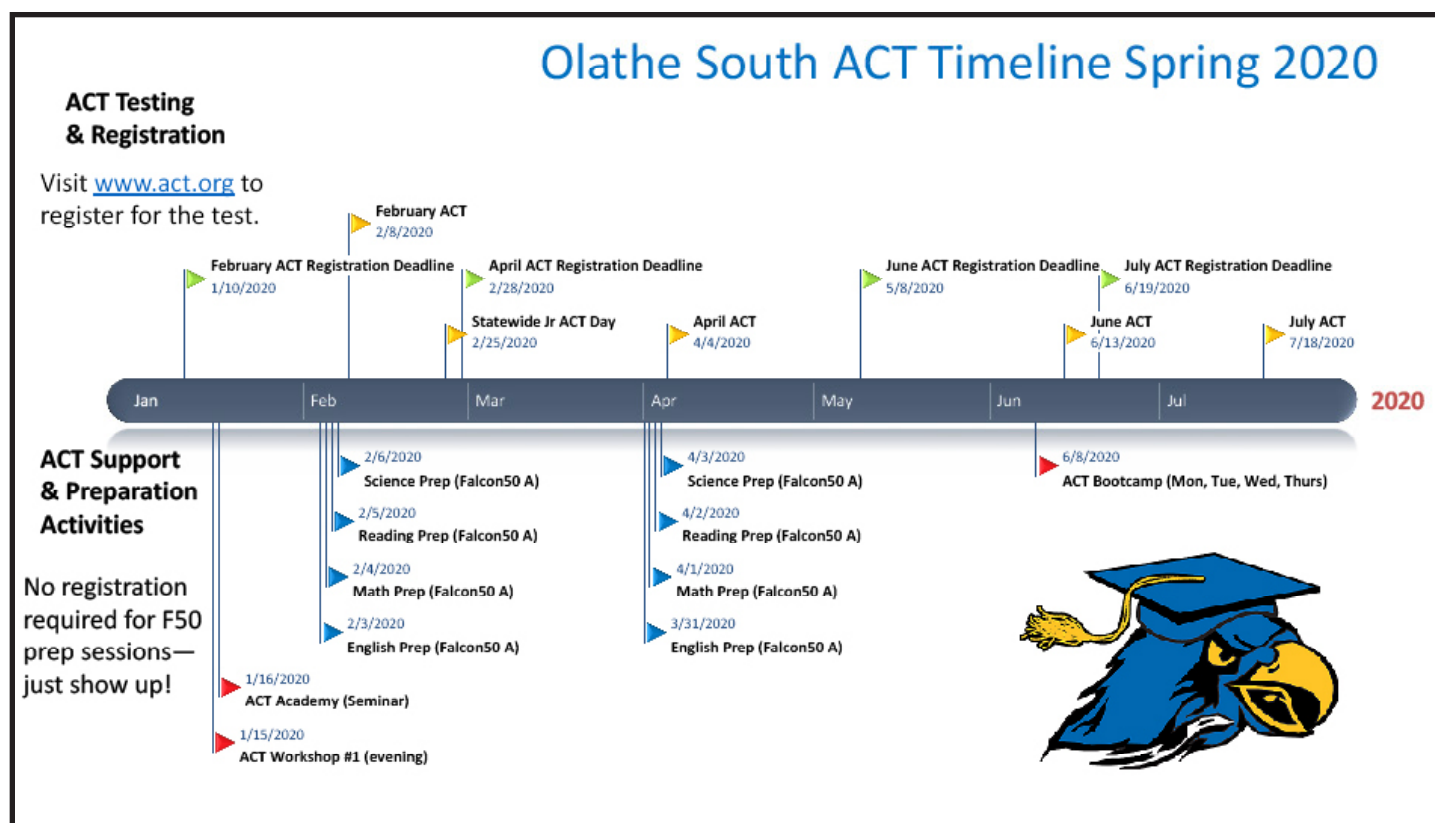 Olathe South ACT Timeline Spring 2020
ACT Testing
& Registration
Visit www.act.org to
register for the test.
February ACT
2/8/2020
February ACT Registration Deadline
1/10/2020
April ACT Registration Deadline
2/28/2020
June ACT Registration Deadline
5/8/2020
July ACT Registration Deadline
6/19/2020
Statewide Jr ACT Day
2/25/2020
April ACT
4/4/2020
June ACT
6/13/2020
July ACT
7/18/2020
Jan Feb Mar Apr May Jun Jul 2020
ACT Support
& Preparation
Activities
No registration
required for F50
prep sessions—
just show up!
2/6/2020
Science Prep (Falcon50 A)
2/5/2020
Reading Prep (Falcon50 A)
2/4/2020
Math Prep (Falcon50 A)
2/3/2020
English Prep (Falcon50 A)
1/16/2020
ACT Academy (Seminar)
1/15/2020
ACT Workshop #1 (evening)
4/3/2020
Science Prep (Falcon50 A)
4/2/2020
Reading Prep (Falcon50 A)
4/1/2020
Math Prep (Falcon50 A)
3/31/2020
English Prep (Falcon50 A)
6/8/2020
ACT Bootcamp (Mon, Tue, Wed, Thurs)